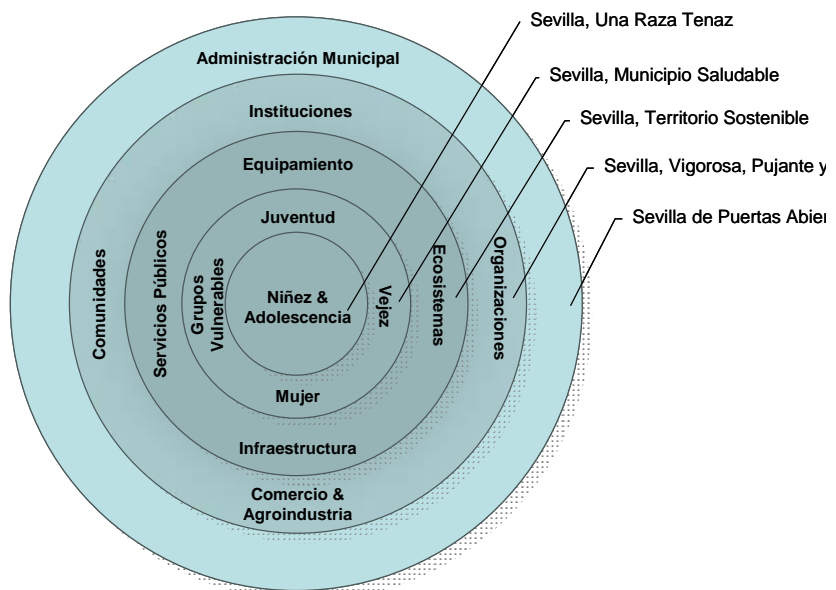 Sevilla, Una Raza Tenaz
Administración Municipal
Sevilla, Municipio Saludable
Instituciones
Sevilla, Territorio Sostenible
Equipamiento
Sevilla, Vigorosa, Pujante y
Juventud
Sevilla de Puertas
Comunidades
Servicios Públicos
Grupos
Vulnerables
Niñez &
Adolescencia
Vejez
Ecosistemas
Organizaciones
Mujer
Infraestructura
Comercio &
Agroindustria